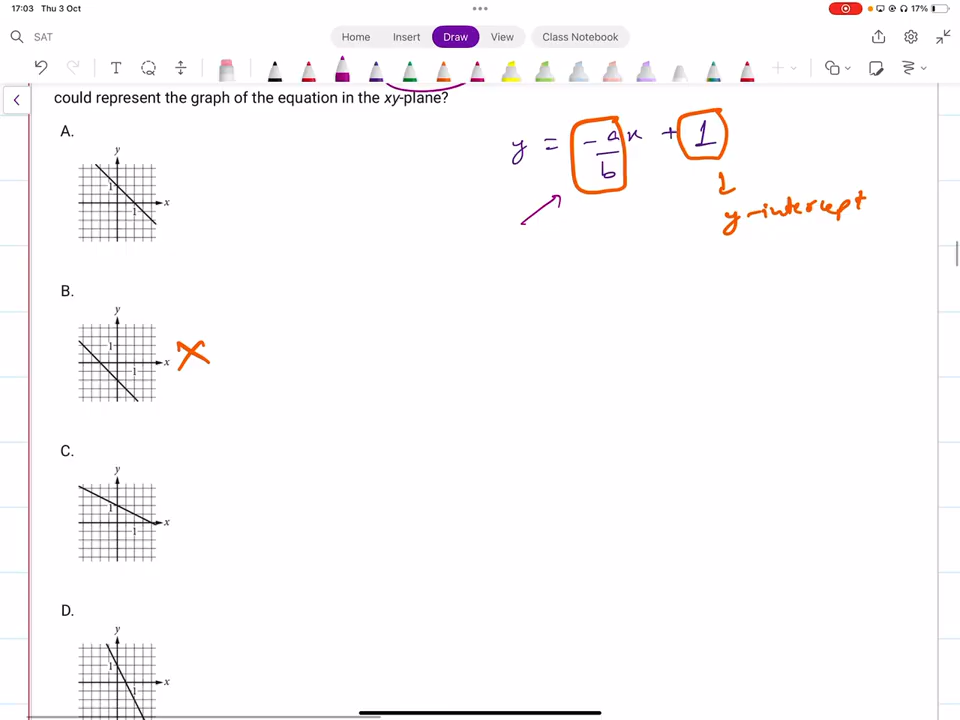 17:03 Thu 3 Oct
17%
SAT
Home Insert Draw View Class Notebook
T
could represent the graph of the equation in the xy-plane?
y = -a/b x + 1
y-intercept
A.
y
1
x
1
B.
y
1
x
1
C.
y
1
x
1
D.
y
1
x
1